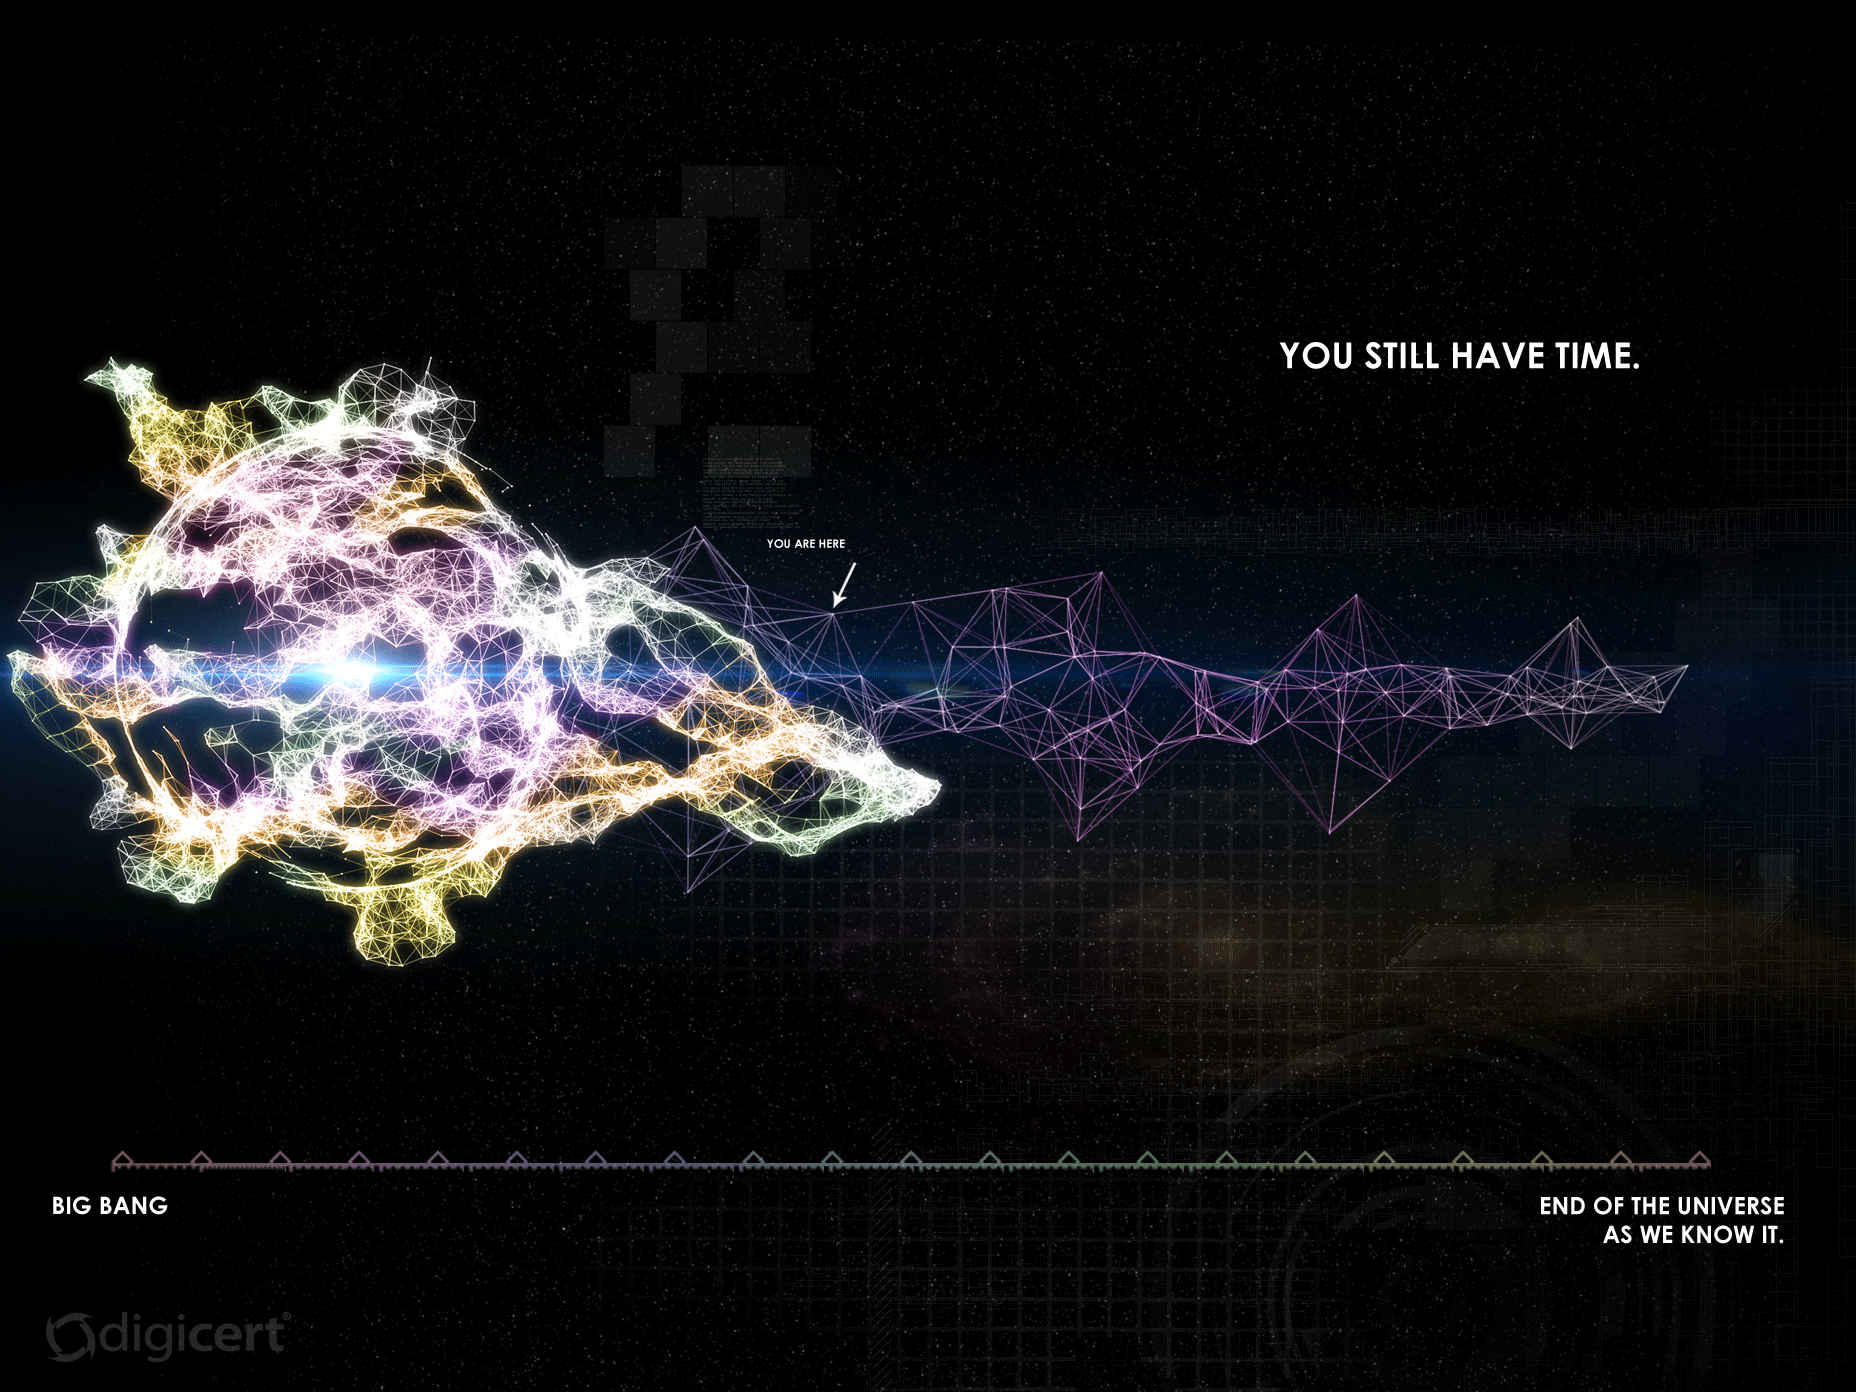 YOU STILL HAVE TIME.
YOU ARE HERE
BIG BANG
END OF THE UNIVERSE
AS WE KNOW IT.
digicert®